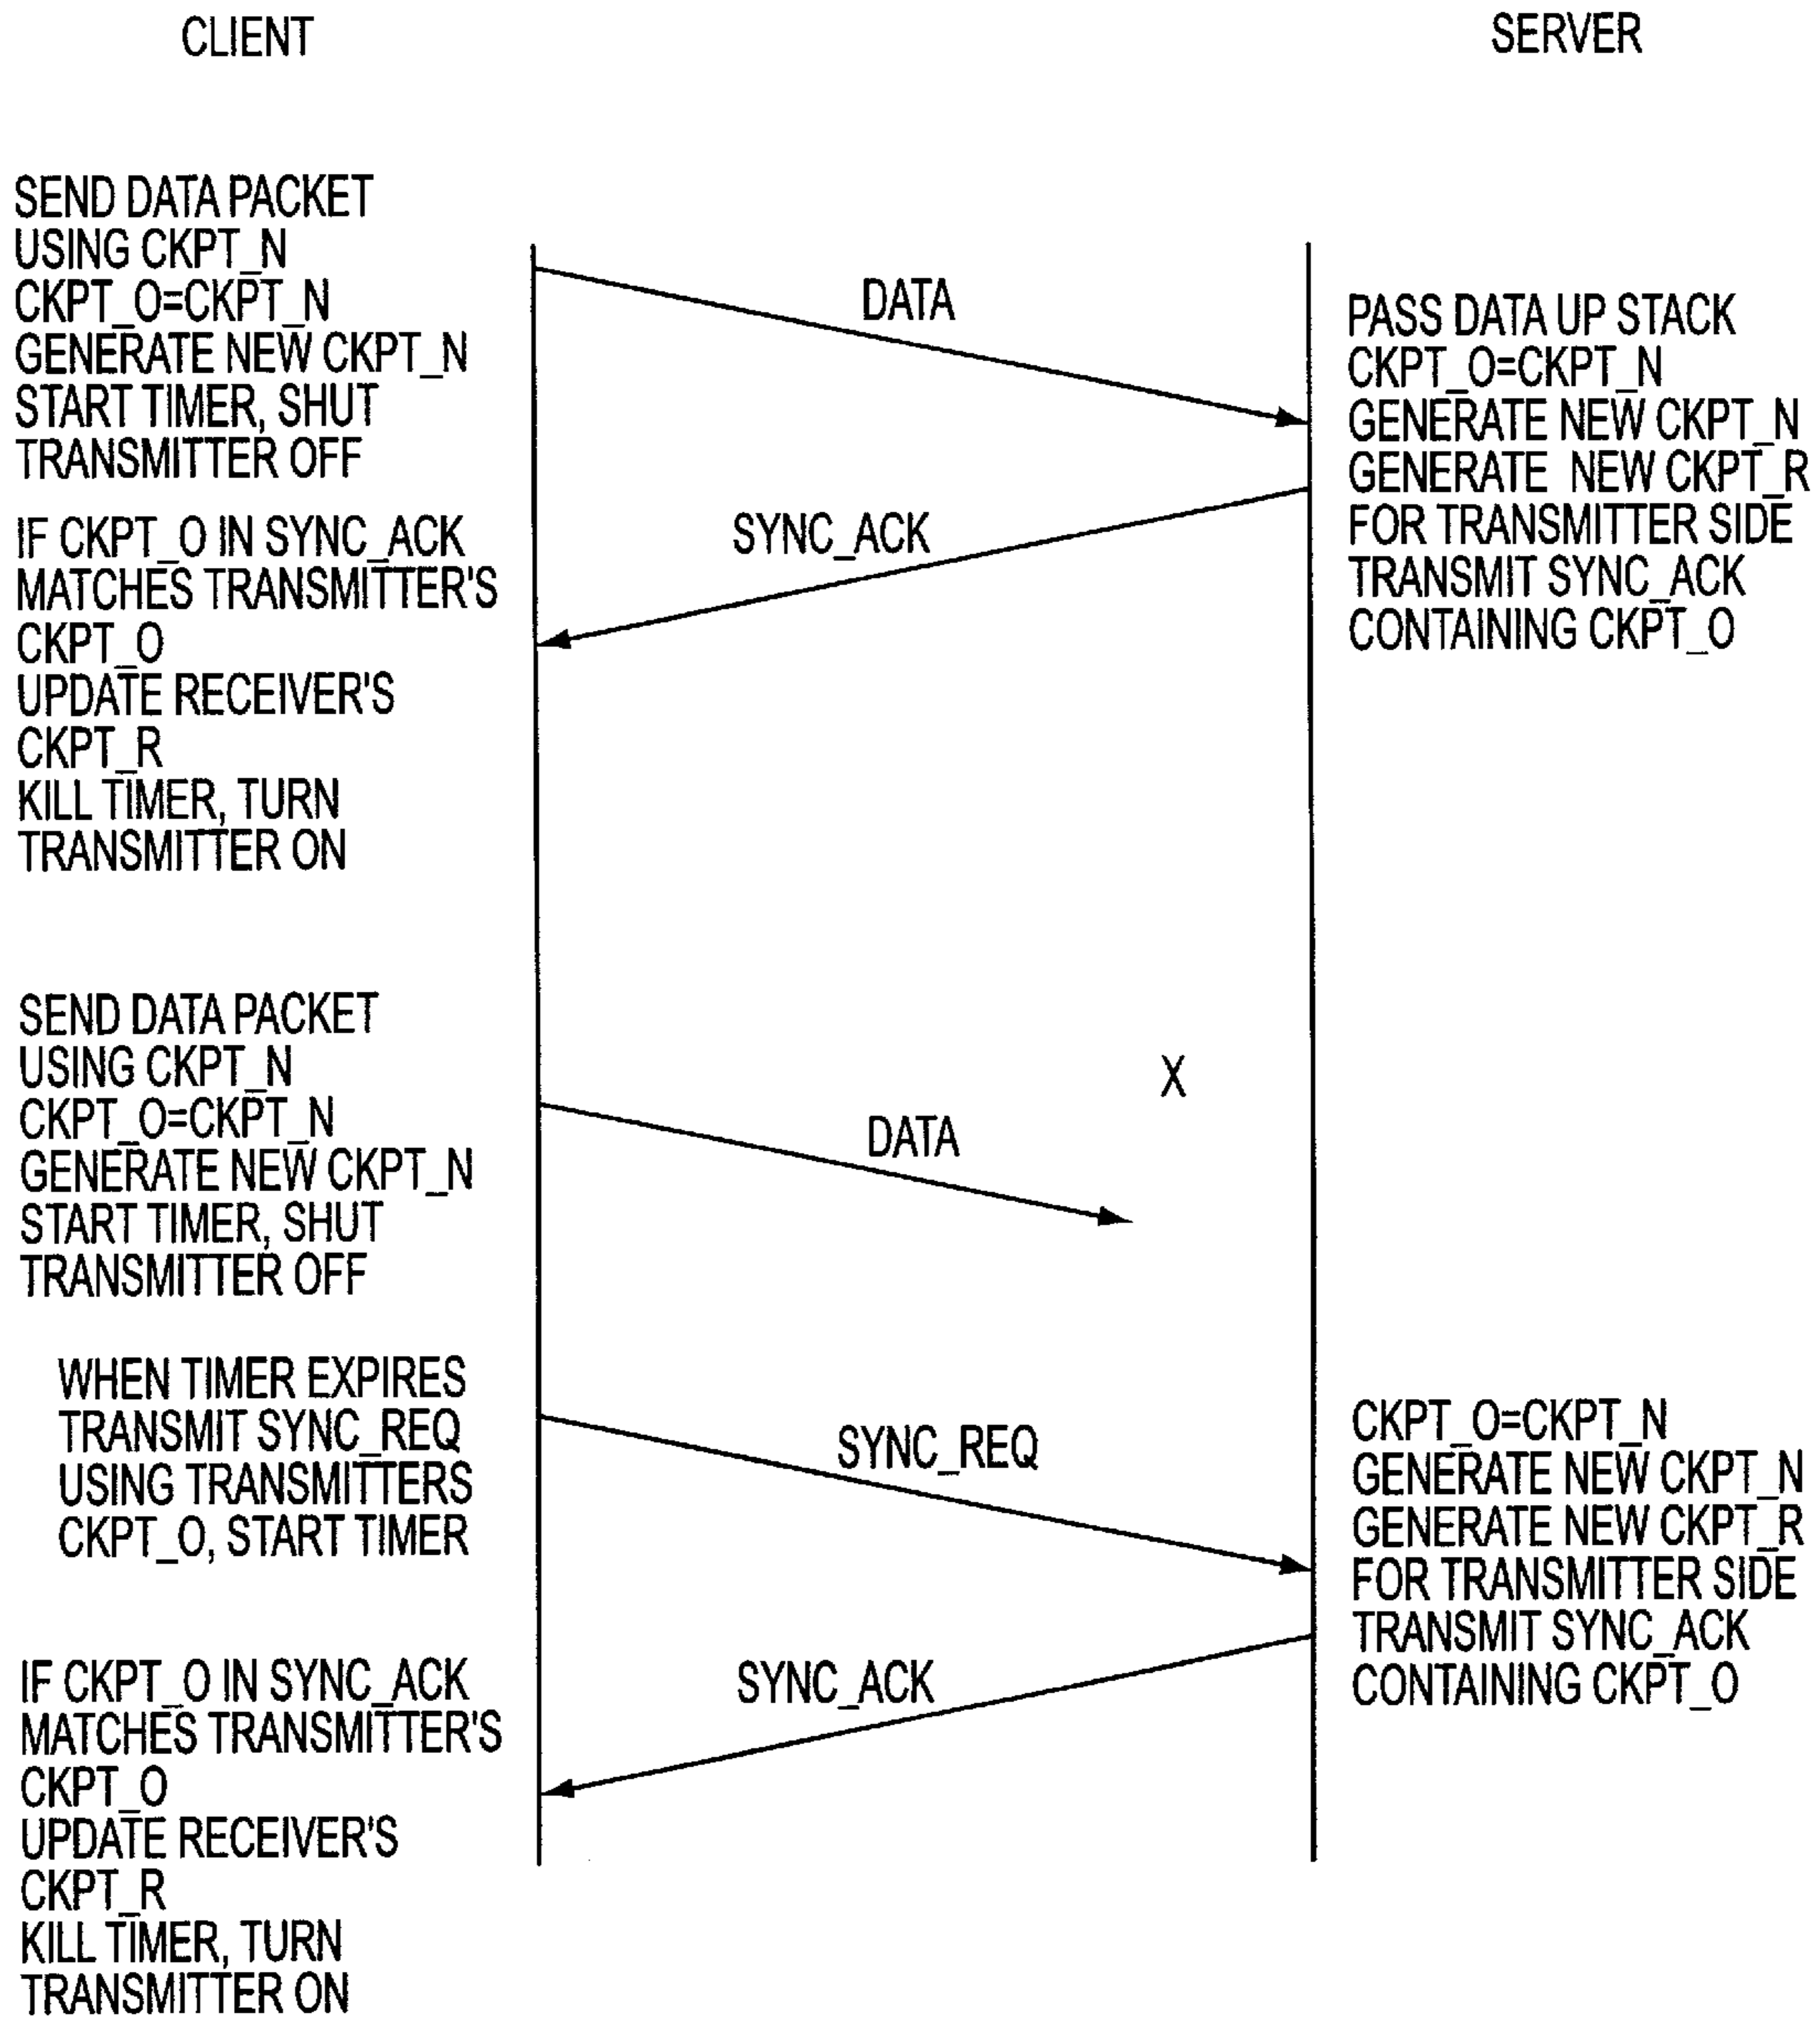 CLIENT
SERVER
SEND DATA PACKET
USING CKPT_N
CKPT_O=CKPT_N
GENERATE NEW CKPT_N
START TIMER, SHUT
TRANSMITTER OFF
DATA
PASS DATA UP STACK
CKPT_O=CKPT_N
GENERATE NEW CKPT_N
GENERATE NEW CKPT_R
FOR TRANSMITTER SIDE
TRANSMIT SYNC_ACK
CONTAINING CKPT_O
SYNC_ACK
IF CKPT_O IN SYNC_ACK
MATCHES TRANSMITTER'S
CKPT_O
UPDATE RECEIVER'S
CKPT_R
KILL TIMER, TURN
TRANSMITTER ON
SEND DATA PACKET
USING CKPT_N
CKPT_O=CKPT_N
GENERATE NEW CKPT_N
START TIMER, SHUT
TRANSMITTER OFF
X
DATA
WHEN TIMER EXPIRES
TRANSMIT SYNC_REQ
USING TRANSMITTERS
CKPT_O, START TIMER
SYNC_REQ
CKPT_O=CKPT_N
GENERATE NEW CKPT_N
GENERATE NEW CKPT_R
FOR TRANSMITTER SIDE
TRANSMIT SYNC_ACK
CONTAINING CKPT_O
SYNC_ACK
IF CKPT_O IN SYNC_ACK
MATCHES TRANSMITTER'S
CKPT_O
UPDATE RECEIVER'S
CKPT_R
KILL TIMER, TURN
TRANSMITTER ON